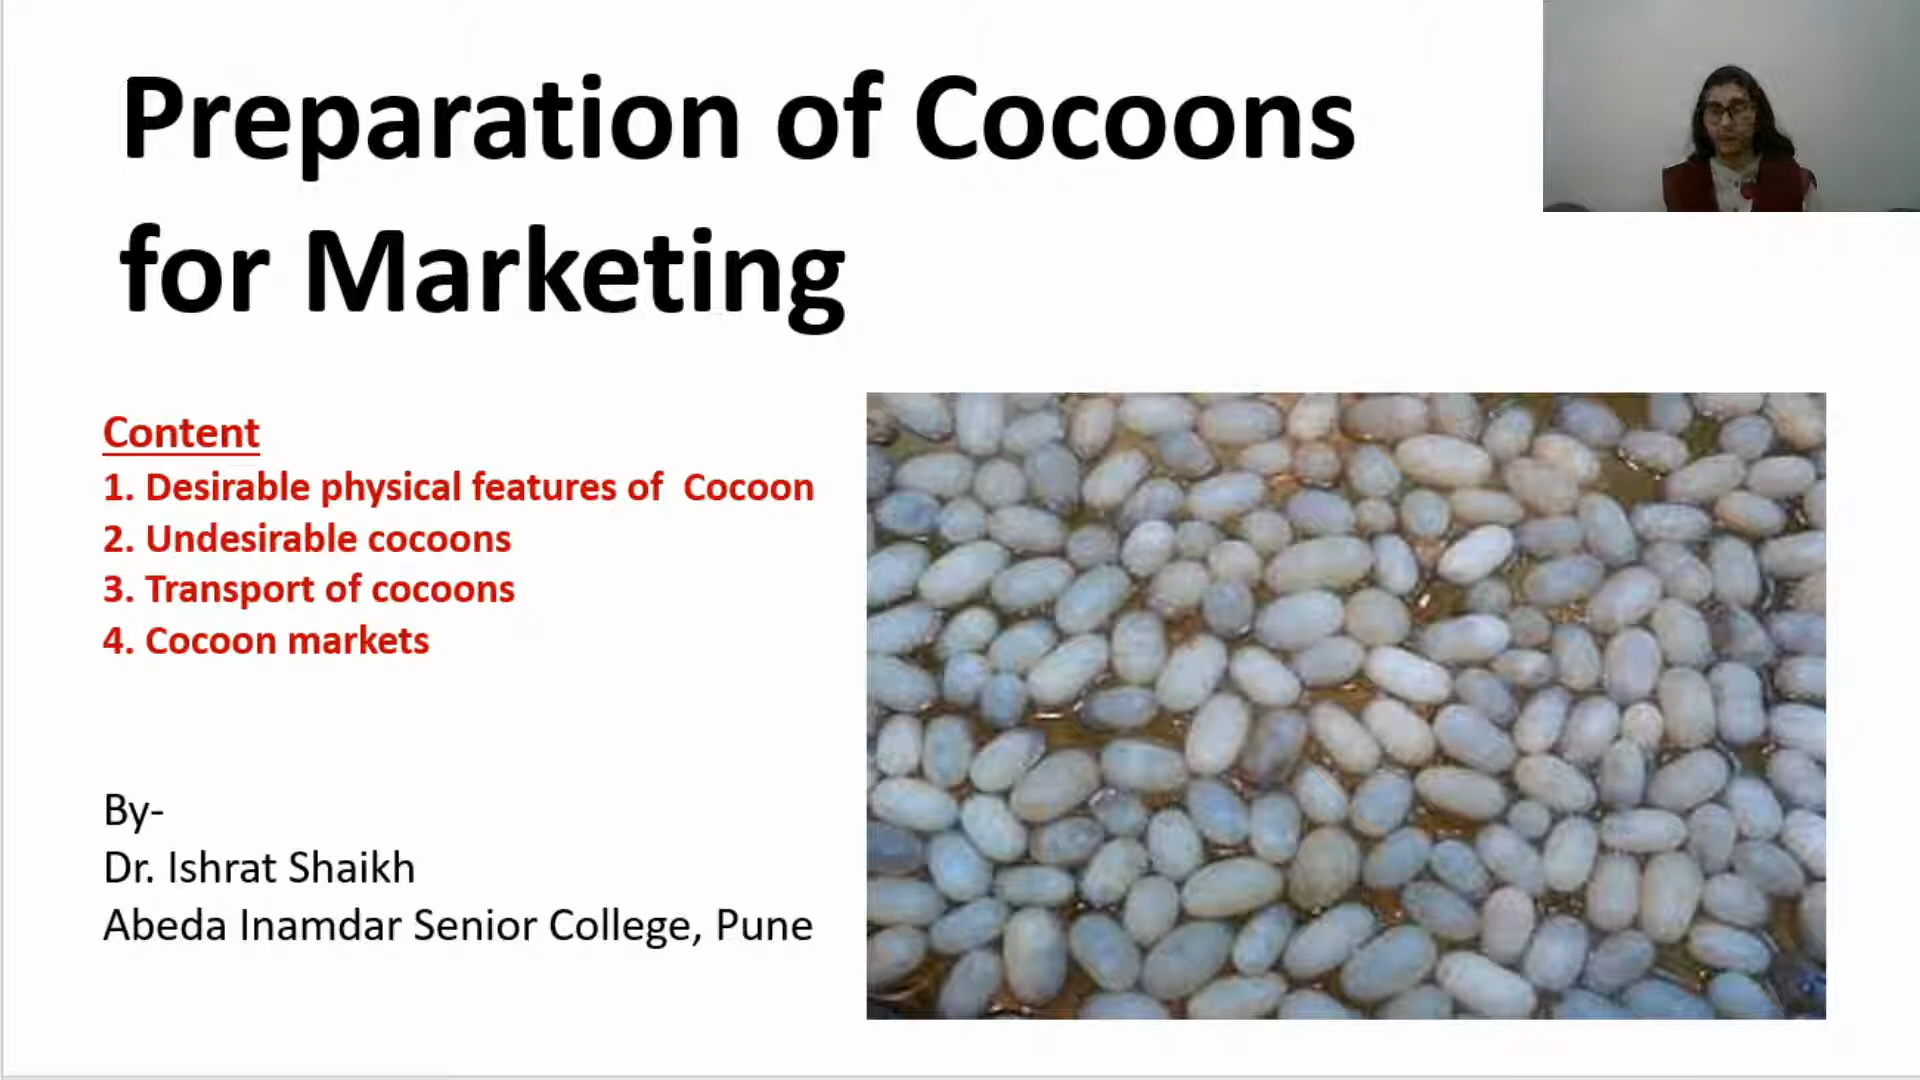 Preparation of Cocoons
for Marketing
Content
1. Desirable physical features of  Cocoon
2. Undesirable cocoons
3. Transport of cocoons
4. Cocoon markets
By-
Dr. Ishrat Shaikh
Abeda Inamdar Senior College, Pune